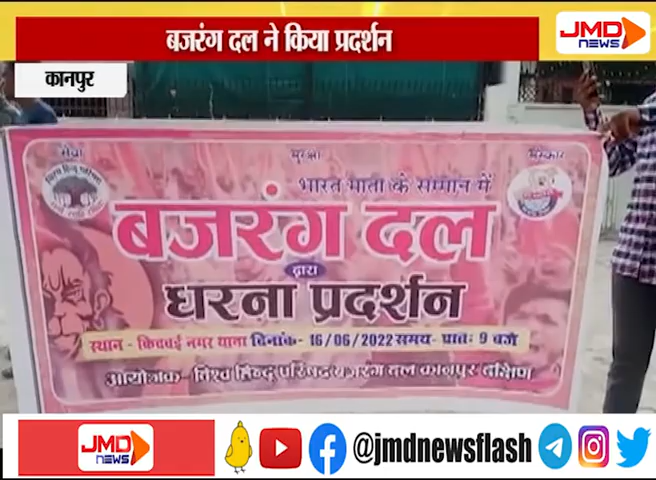 बजरंग दल ने किया प्रदर्शन
JMD
NEWS
कानपुर
सेवा सुरक्षा संस्कार
भारत माता के सम्मान में
बजरंग दल
द्वारा
धरना प्रदर्शन
स्थान - किदवई नगर थाना दिनांक- 16/06/2022 समय- प्रातः 9 बजे
आयोजक- विश्व हिन्दू परिषद बजरंग दल कानपुर दक्षिण
JMD
NEWS
@jmdnewsflash